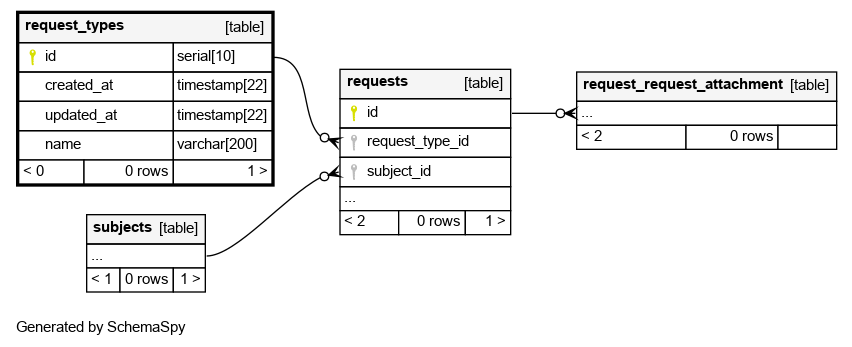 request_types [table]
id serial[10]
created_at timestamp[22]
updated_at timestamp[22]
name varchar[200]
< 0 0 rows 1 >
requests [table]
id
request_type_id
subject_id
...
< 2 0 rows 1 >
request_request_attachment [table]
...
< 2 0 rows
subjects [table]
...
< 1 0 rows 1 >
Generated by SchemaSpy